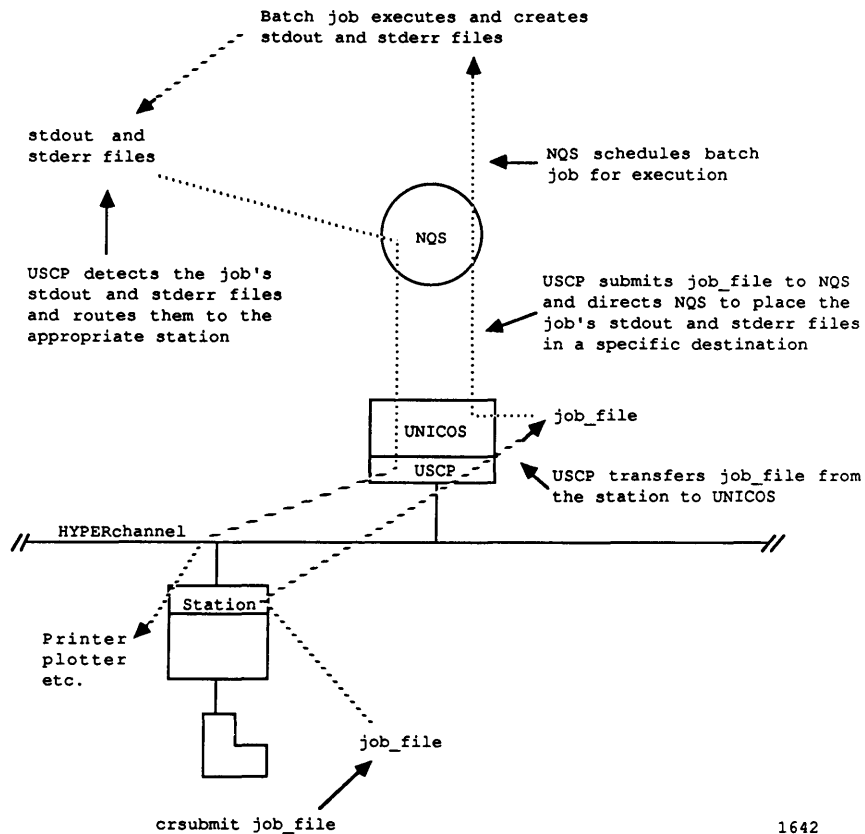 Batch job executes and creates
stdout and stderr files
stdout and
stderr files
NQS schedules batch
job for execution
NQS
USCP detects the job's
stdout and stderr files
and routes them to the
appropriate station
USCP submits job_file to NQS
and directs NQS to place the
job's stdout and stderr files
in a specific destination
UNICOS
job_file
USCP
USCP transfers job_file from
the station to UNICOS
HYPERchannel
Station
Printer
plotter
etc.
job_file
crsubmit job_file
1642